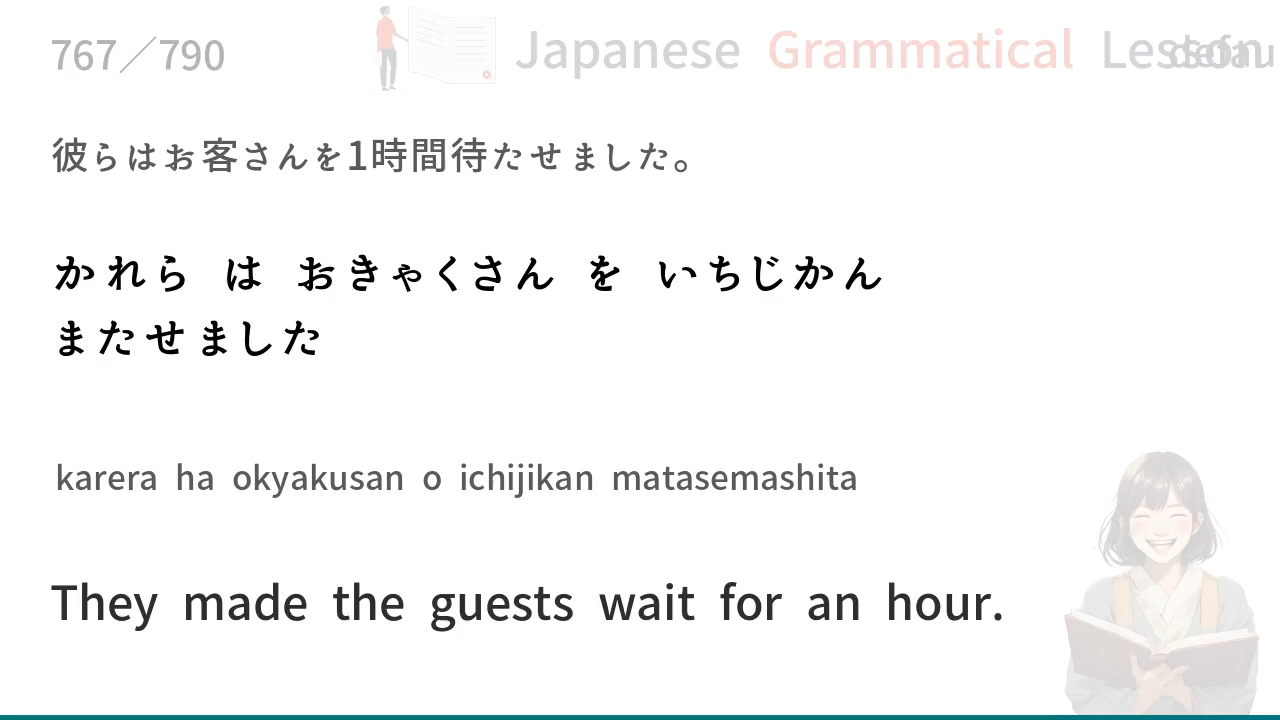 767／790
Japanese Grammatical Lesson
彼らはお客さんを1時間待たせました。
かれら は おきゃくさん を いちじかん
またせました
karera ha okyakusan o ichijikan matasemashita
They made the guests wait for an hour.